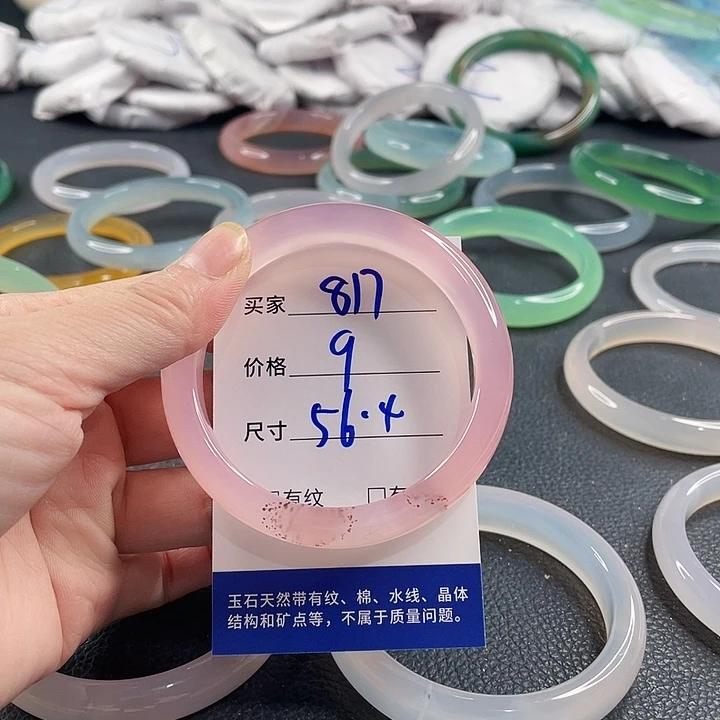 买家 817
价格 9
尺寸 56.4
有纹 □有
玉石天然带有纹、棉、水线、晶体
结构和矿点等，不属于质量问题。